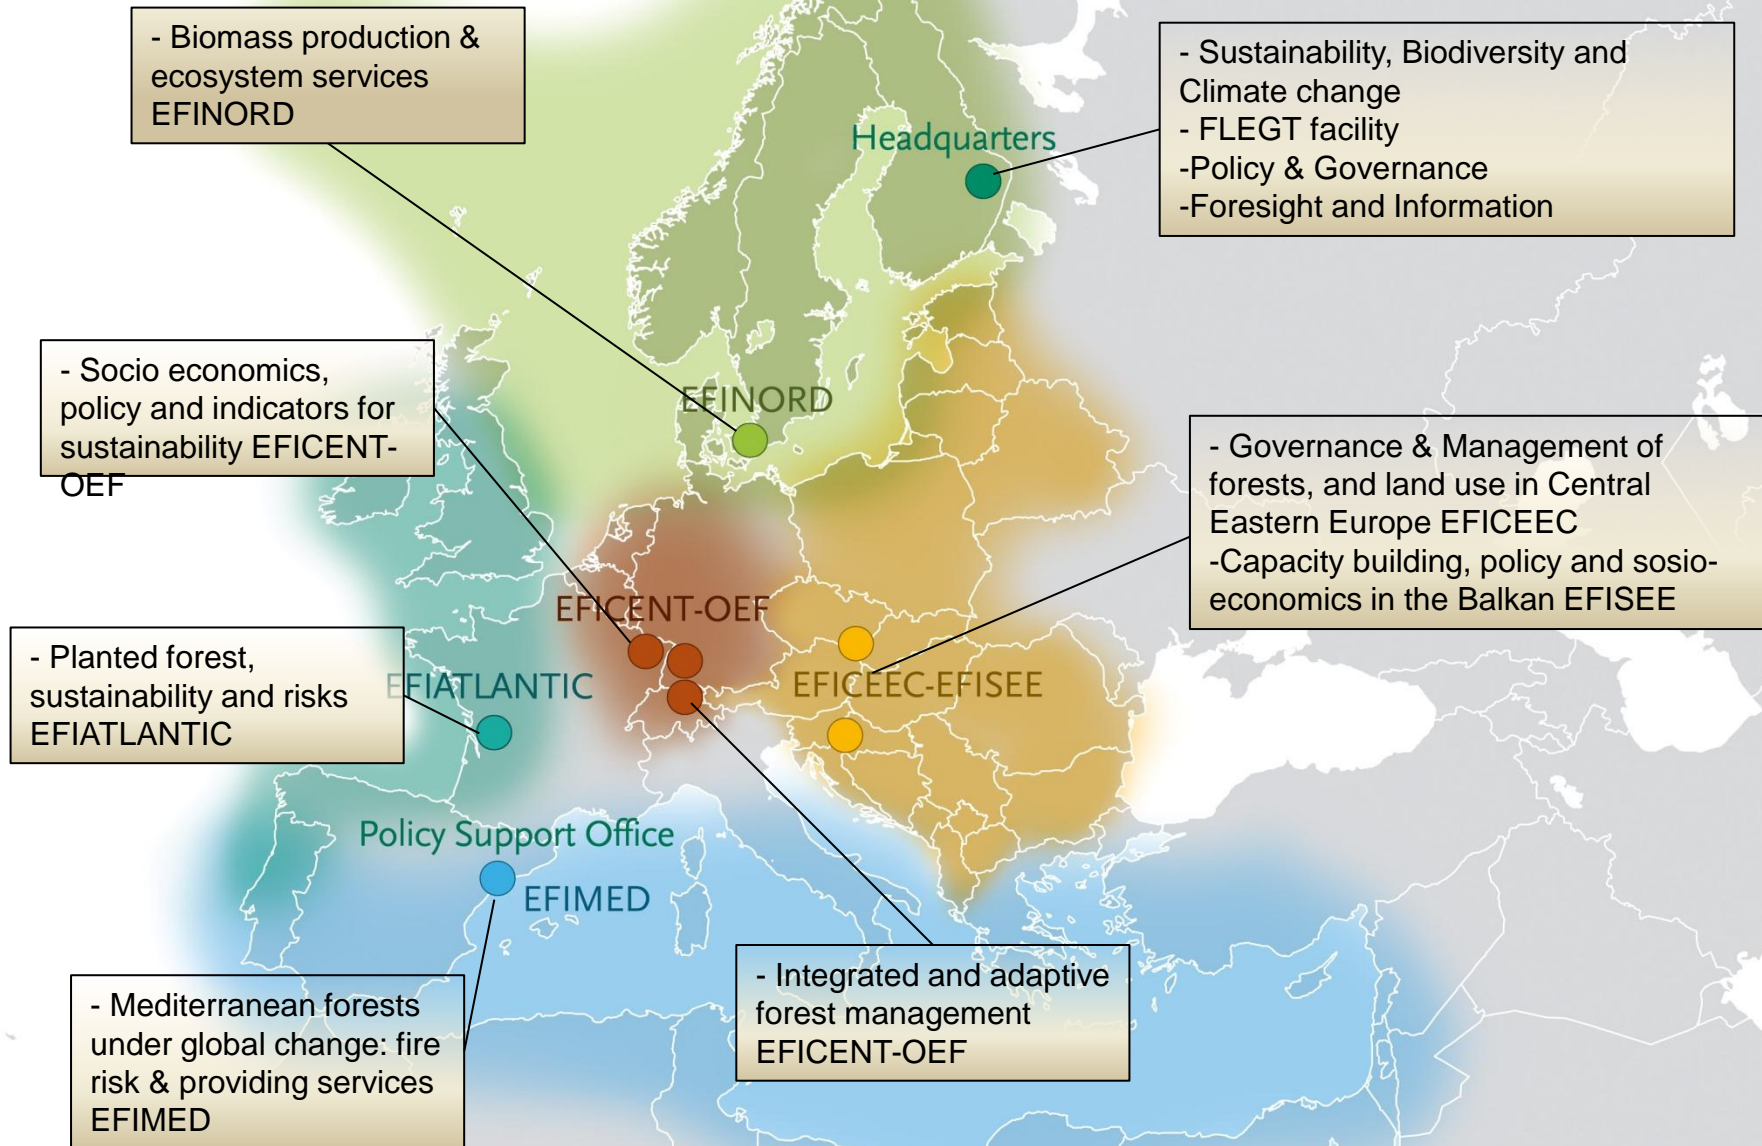 - Biomass production &
ecosystem services
EFINORD
- Sustainability, Biodiversity and
Climate change
- FLEGT facility
-Policy & Governance
-Foresight and Information
Headquarters
- Socio economics,
policy and indicators for
sustainability EFICENT-
OEF
EFINORD
- Governance & Management of
forests, and land use in Central
Eastern Europe EFICEEC
-Capacity building, policy and sosio-
economics in the Balkan EFISEE
EFICENT-OEF
- Planted forest,
sustainability and risks
EFIATLANTIC
EFIATLANTIC
EFICEEC-EFISEE
Policy Support Office
EFIMED
- Mediterranean forests
under global change: fire
risk & providing services
EFIMED
- Integrated and adaptive
forest management
EFICENT-OEF